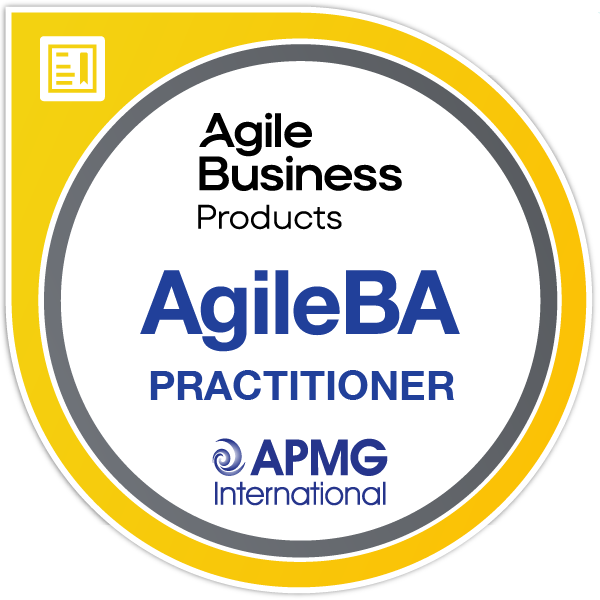 Agile
Business
Products
AgileBA
PRACTITIONER
APMG
International